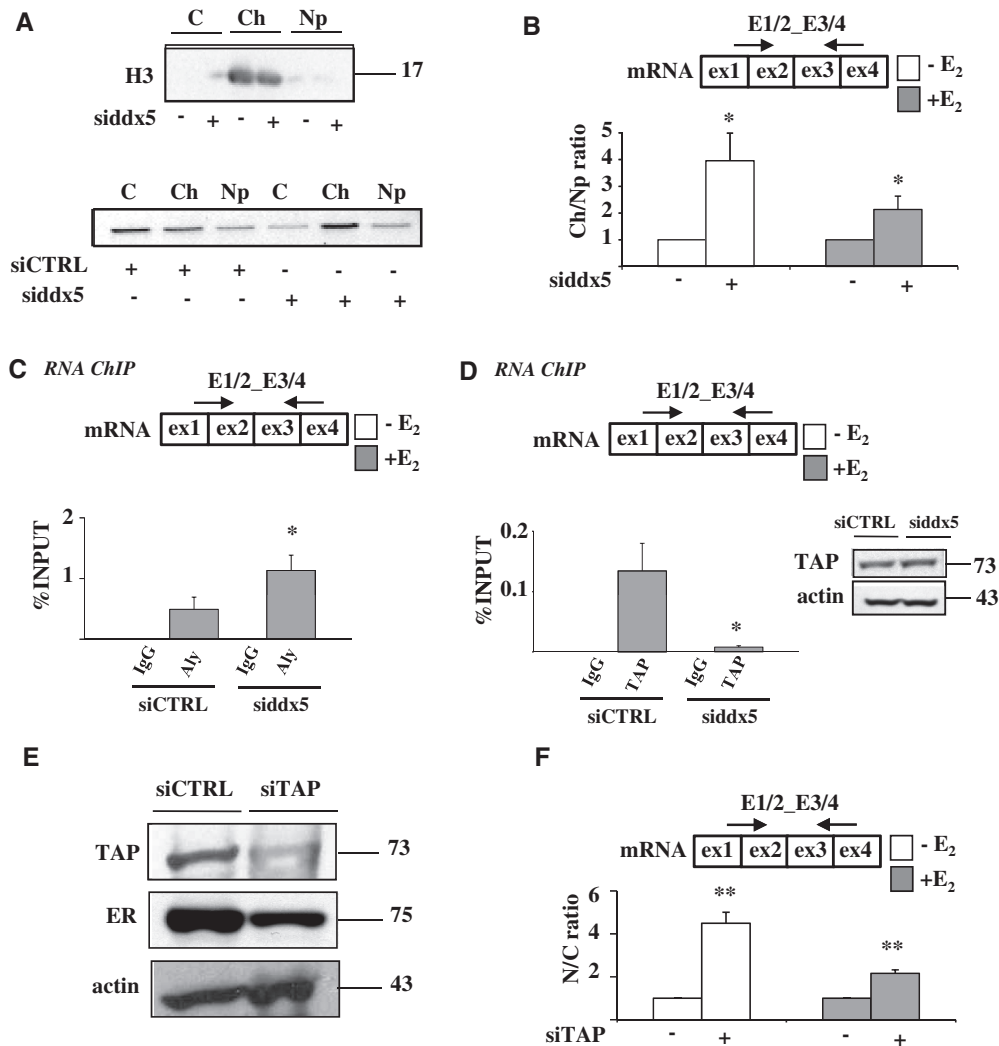 A
C Ch Np
H3
17
siddx5 - + - + - +
C Ch Np C Ch Np
siCTRL + + + - - -
siddx5 - - - + + +
B
E1/2_E3/4
mRNA ex1 ex2 ex3 ex4
- E2
+E2
Ch/Np ratio
5
4
3
2
1
*
*
siddx5 - + - +
C RNA ChIP
E1/2_E3/4
mRNA ex1 ex2 ex3 ex4
- E2
+E2
%INPUT
2
1
*
IgG Aly IgG Aly
siCTRL siddx5
D RNA ChIP
E1/2_E3/4
mRNA ex1 ex2 ex3 ex4
- E2
+E2
%INPUT
0.2
0.1
*
IgG TAP IgG TAP
siCTRL siddx5
siCTRL siddx5
TAP 73
actin 43
E
siCTRL siTAP
TAP 73
ER 75
actin 43
F
E1/2_E3/4
mRNA ex1 ex2 ex3 ex4
- E2
+E2
N/C ratio
6
4
2
**
**
siTAP - + - +